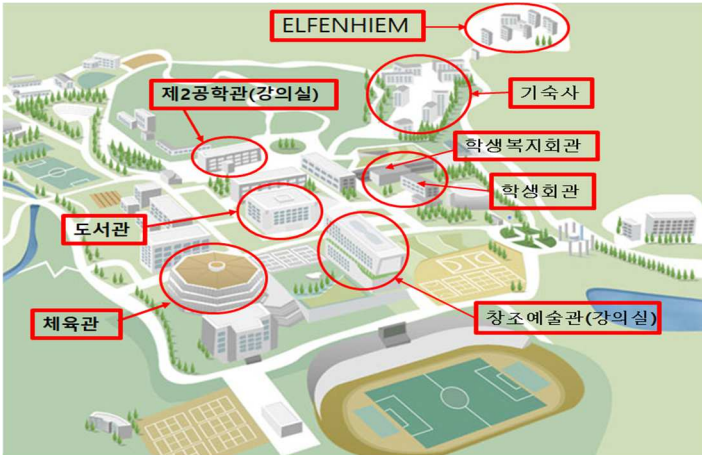 ELFENHIEM
제2공학관(강의실)
기숙사
학생복지회관
학생회관
도서관
체육관
창조예술관(강의실)